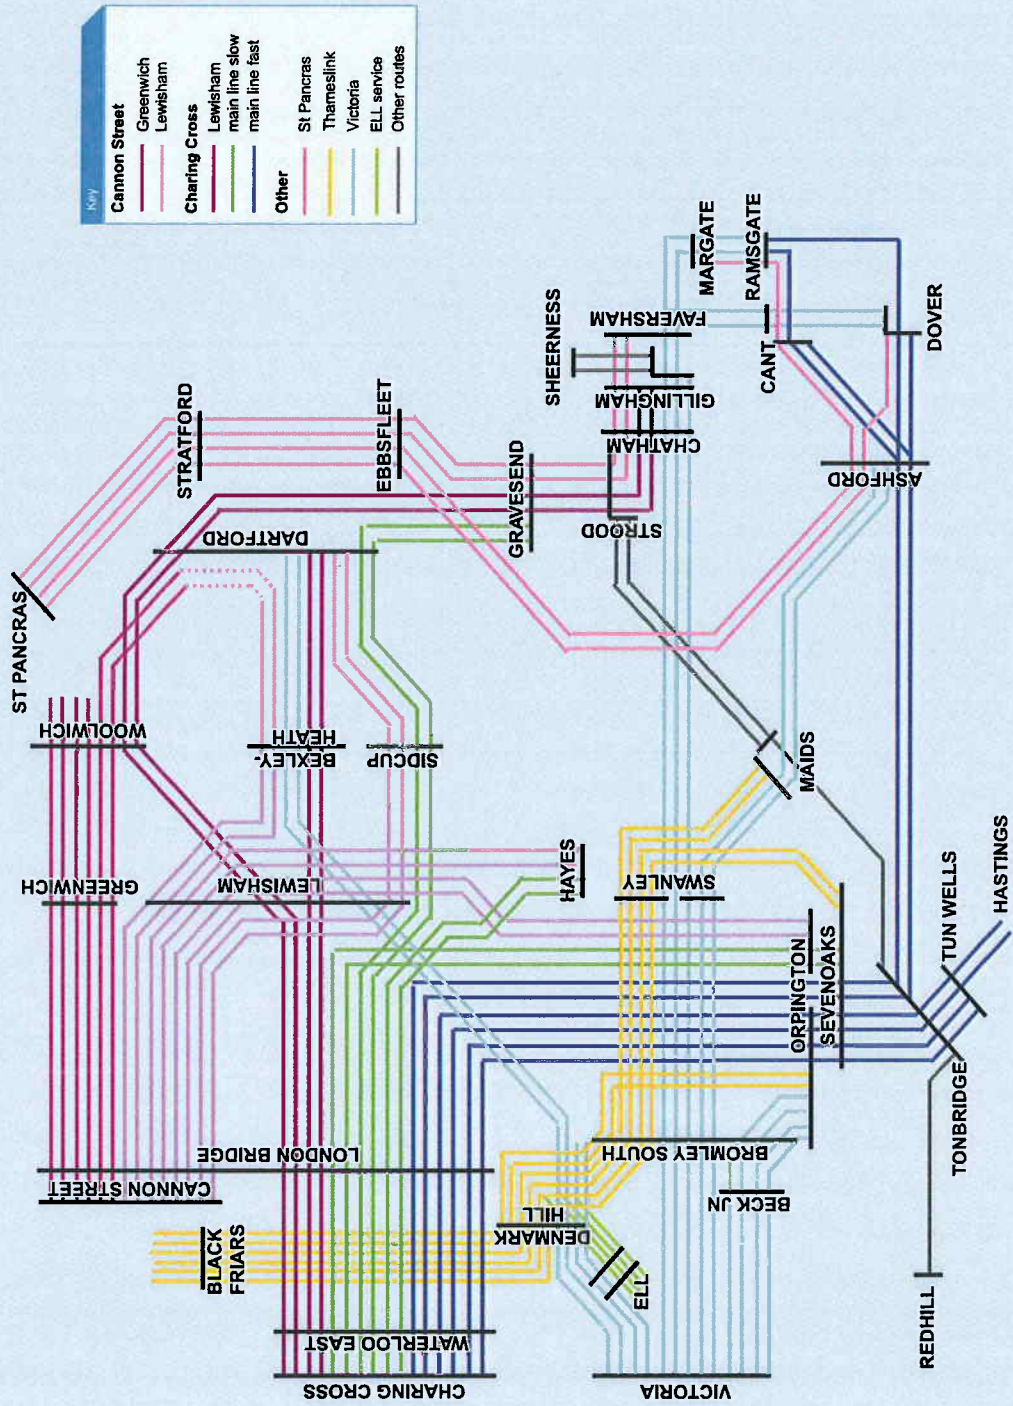 Key
Cannon Street
Greenwich
Lewisham
Charing Cross
Lewisham
main line slow
main line fast
Other
St Pancras
Thameslink
Victoria
ELL service
Other routes
ST PANCRAS
STRATFORD
EBBSFLEET
WOOLWICH
DARTFORD
GRAVESEND
SHEERNESS
FAVERSHAM
GILLINGHAM
CHATHAM
STROOD
MARGATE
RAMSGATE
CANT
DOVER
ASHFORD
GREENWICH
BEXLEY-
HEATH
SIDCUP
LEWISHAM
HAYES
SWANLEY
MAIDS
ORPINGTON
SEVENOAKS
TUN WELLS
HASTINGS
TONBRIDGE
REDHILL
LONDON BRIDGE
CANNON STREET
BLACK
FRIARS
DENMARK
HILL
ELL
BROMLEY SOUTH
BECK JN
WATERLOO EAST
CHARING CROSS
VICTORIA